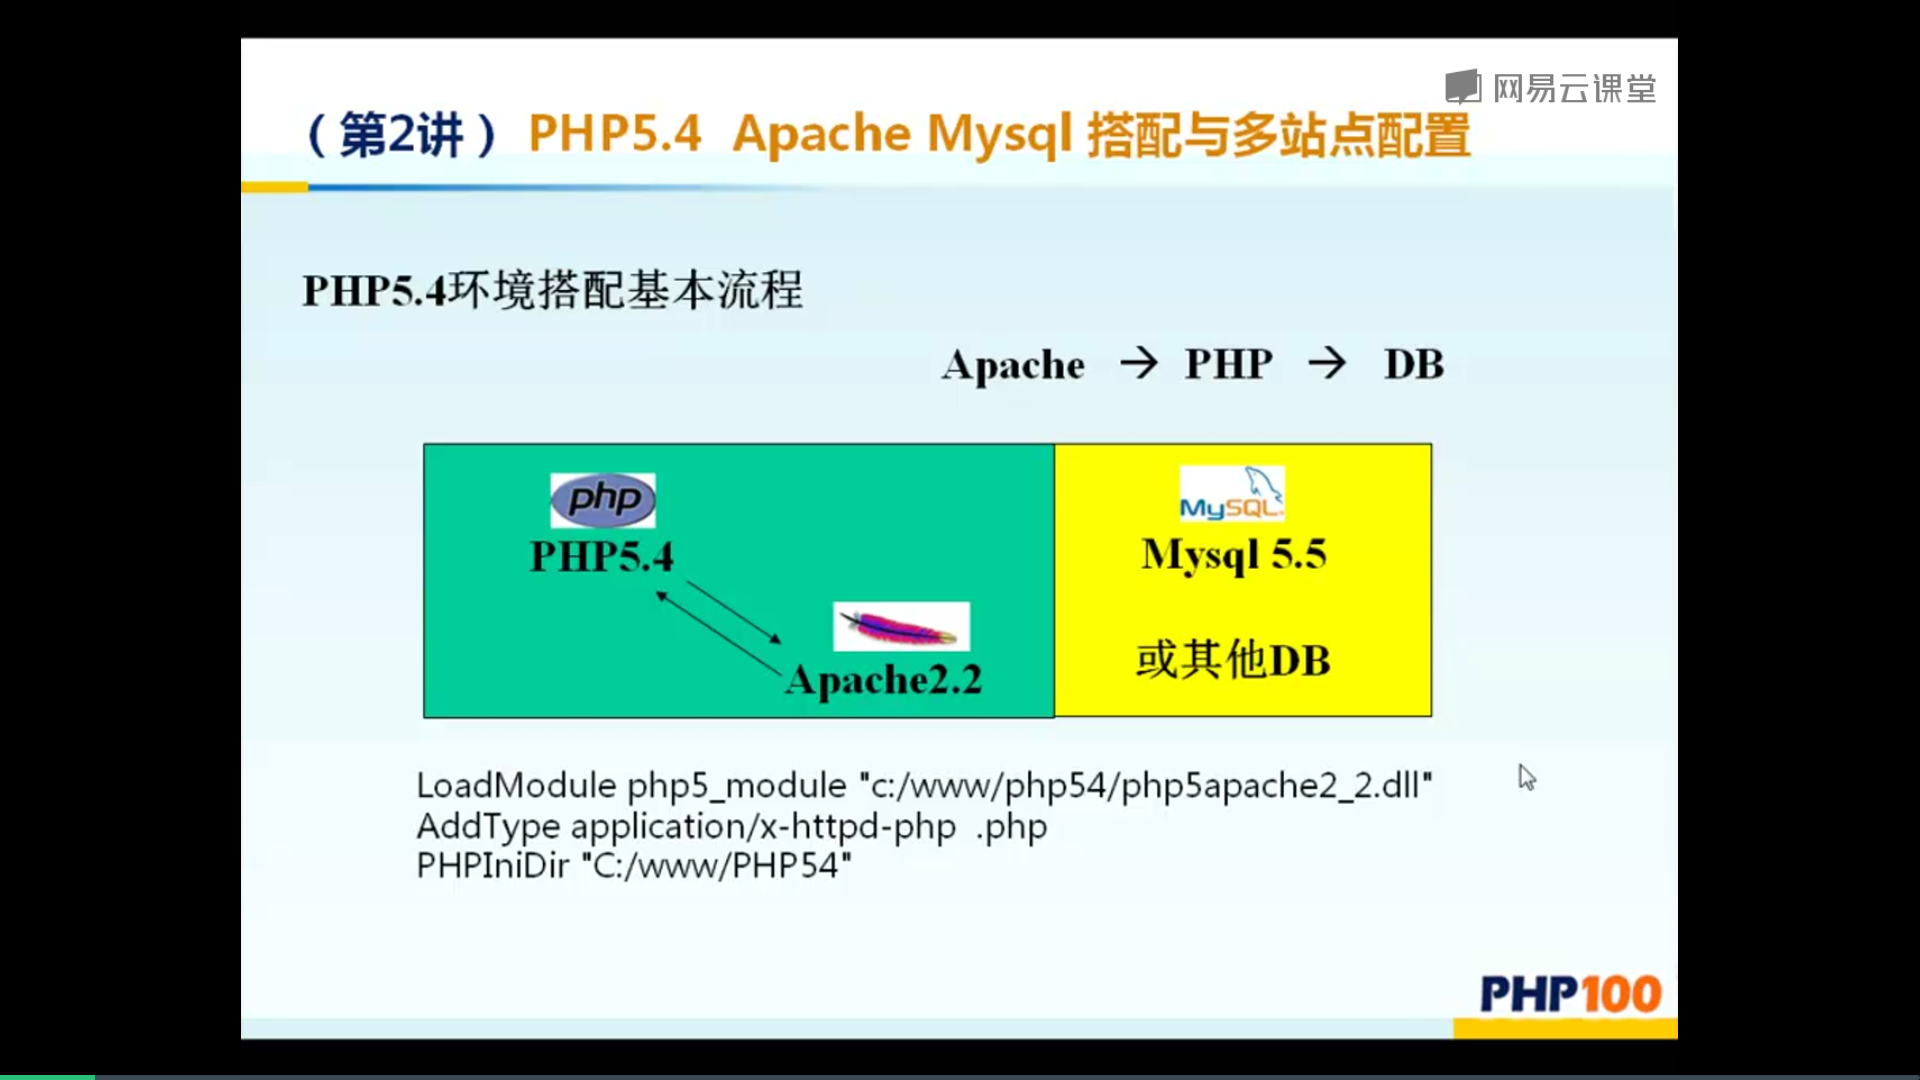 网易云课堂
（第2讲）PHP5.4 Apache Mysql 搭配与多站点配置
PHP5.4环境搭配基本流程
Apache → PHP → DB
php
PHP5.4
Apache2.2
MySQL
Mysql 5.5
或其他DB
LoadModule php5_module "c:/www/php54/php5apache2_2.dll"
AddType application/x-httpd-php .php
PHPIniDir "C:/www/PHP54"
PHP100